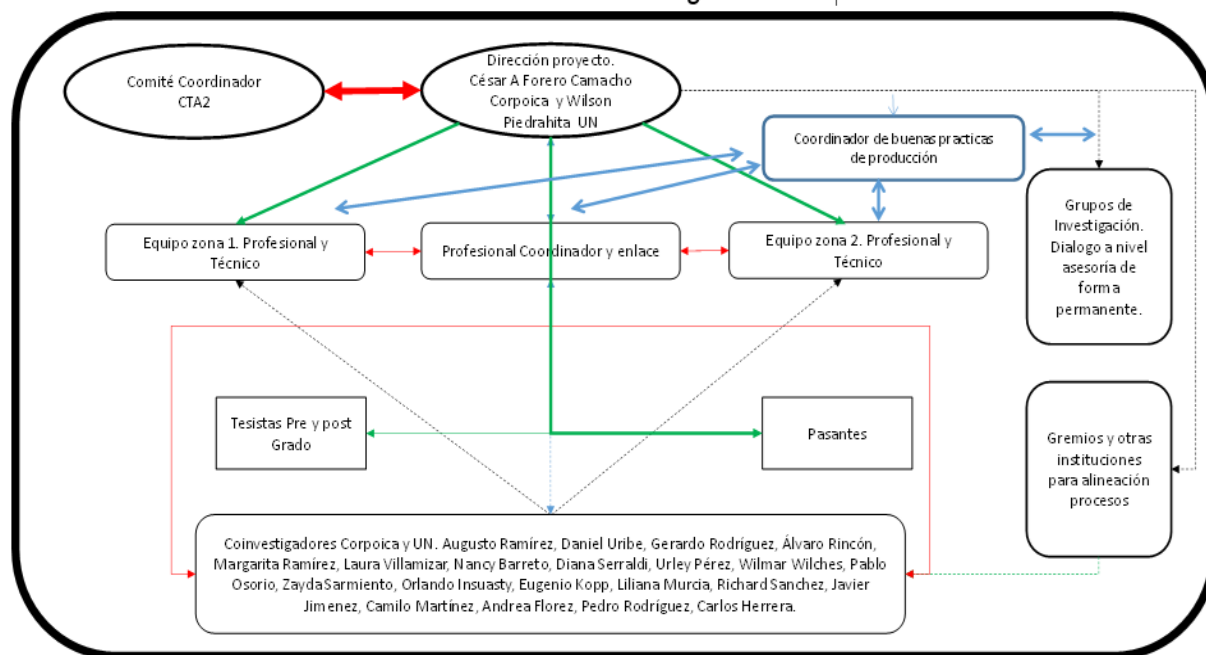 Comité Coordinador
CTA2
Dirección proyecto.
César A Forero Camacho
Corpoica y Wilson
Piedrahita UN
Coordinador de buenas practicas
de producción
Equipo zona 1. Profesional y
Técnico
Profesional Coordinador y enlace
Equipo zona 2. Profesional y
Técnico
Grupos de
Investigación.
Dialogo a nivel
asesoría de
forma
permanente.
Tesistas Pre y post
Grado
Pasantes
Gremios y otras
instituciones
para alineación
procesos
Coinvestigadores Corpoica y UN. Augusto Ramírez, Daniel Uribe, Gerardo Rodríguez, Álvaro Rincón,
Margarita Ramírez, Laura Villamizar, Nancy Barreto, Diana Serraldi, Urley Pérez, Wilmar Wilches, Pablo
Osorio, Zayda Sarmiento, Orlando Insuasty, Eugenio Kopp, Liliana Murcia, Richard Sanchez, Javier
Jimenez, Camilo Martínez, Andrea Florez, Pedro Rodríguez, Carlos Herrera.